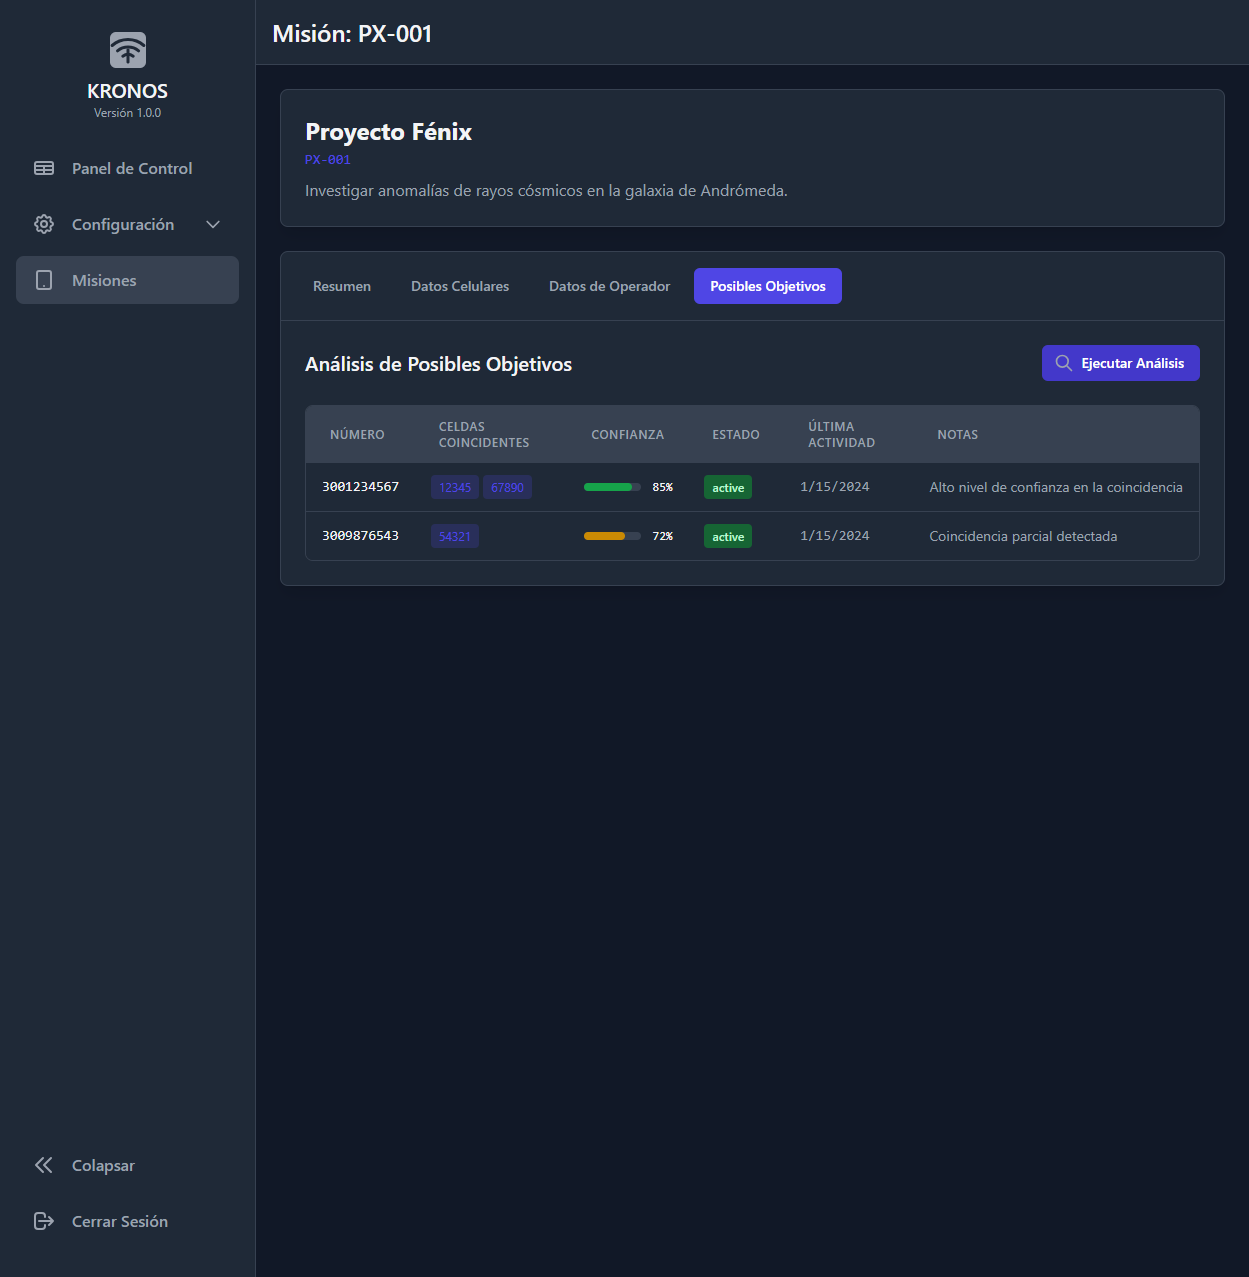 KRONOS
Versión 1.0.0
Panel de Control
Configuración
Misiones
Colapsar
Cerrar Sesión
Misión: PX-001
Proyecto Fénix
PX-001
Investigar anomalías de rayos cósmicos en la galaxia de Andrómeda.
Resumen Datos Celulares Datos de Operador Posibles Objetivos
Análisis de Posibles Objetivos Ejecutar Análisis
NÚMERO CELDAS COINCIDENTES CONFIANZA ESTADO ÚLTIMA ACTIVIDAD NOTAS
3001234567 12345 67890 85% active 1/15/2024 Alto nivel de confianza en la coincidencia
3009876543 54321 72% active 1/15/2024 Coincidencia parcial detectada